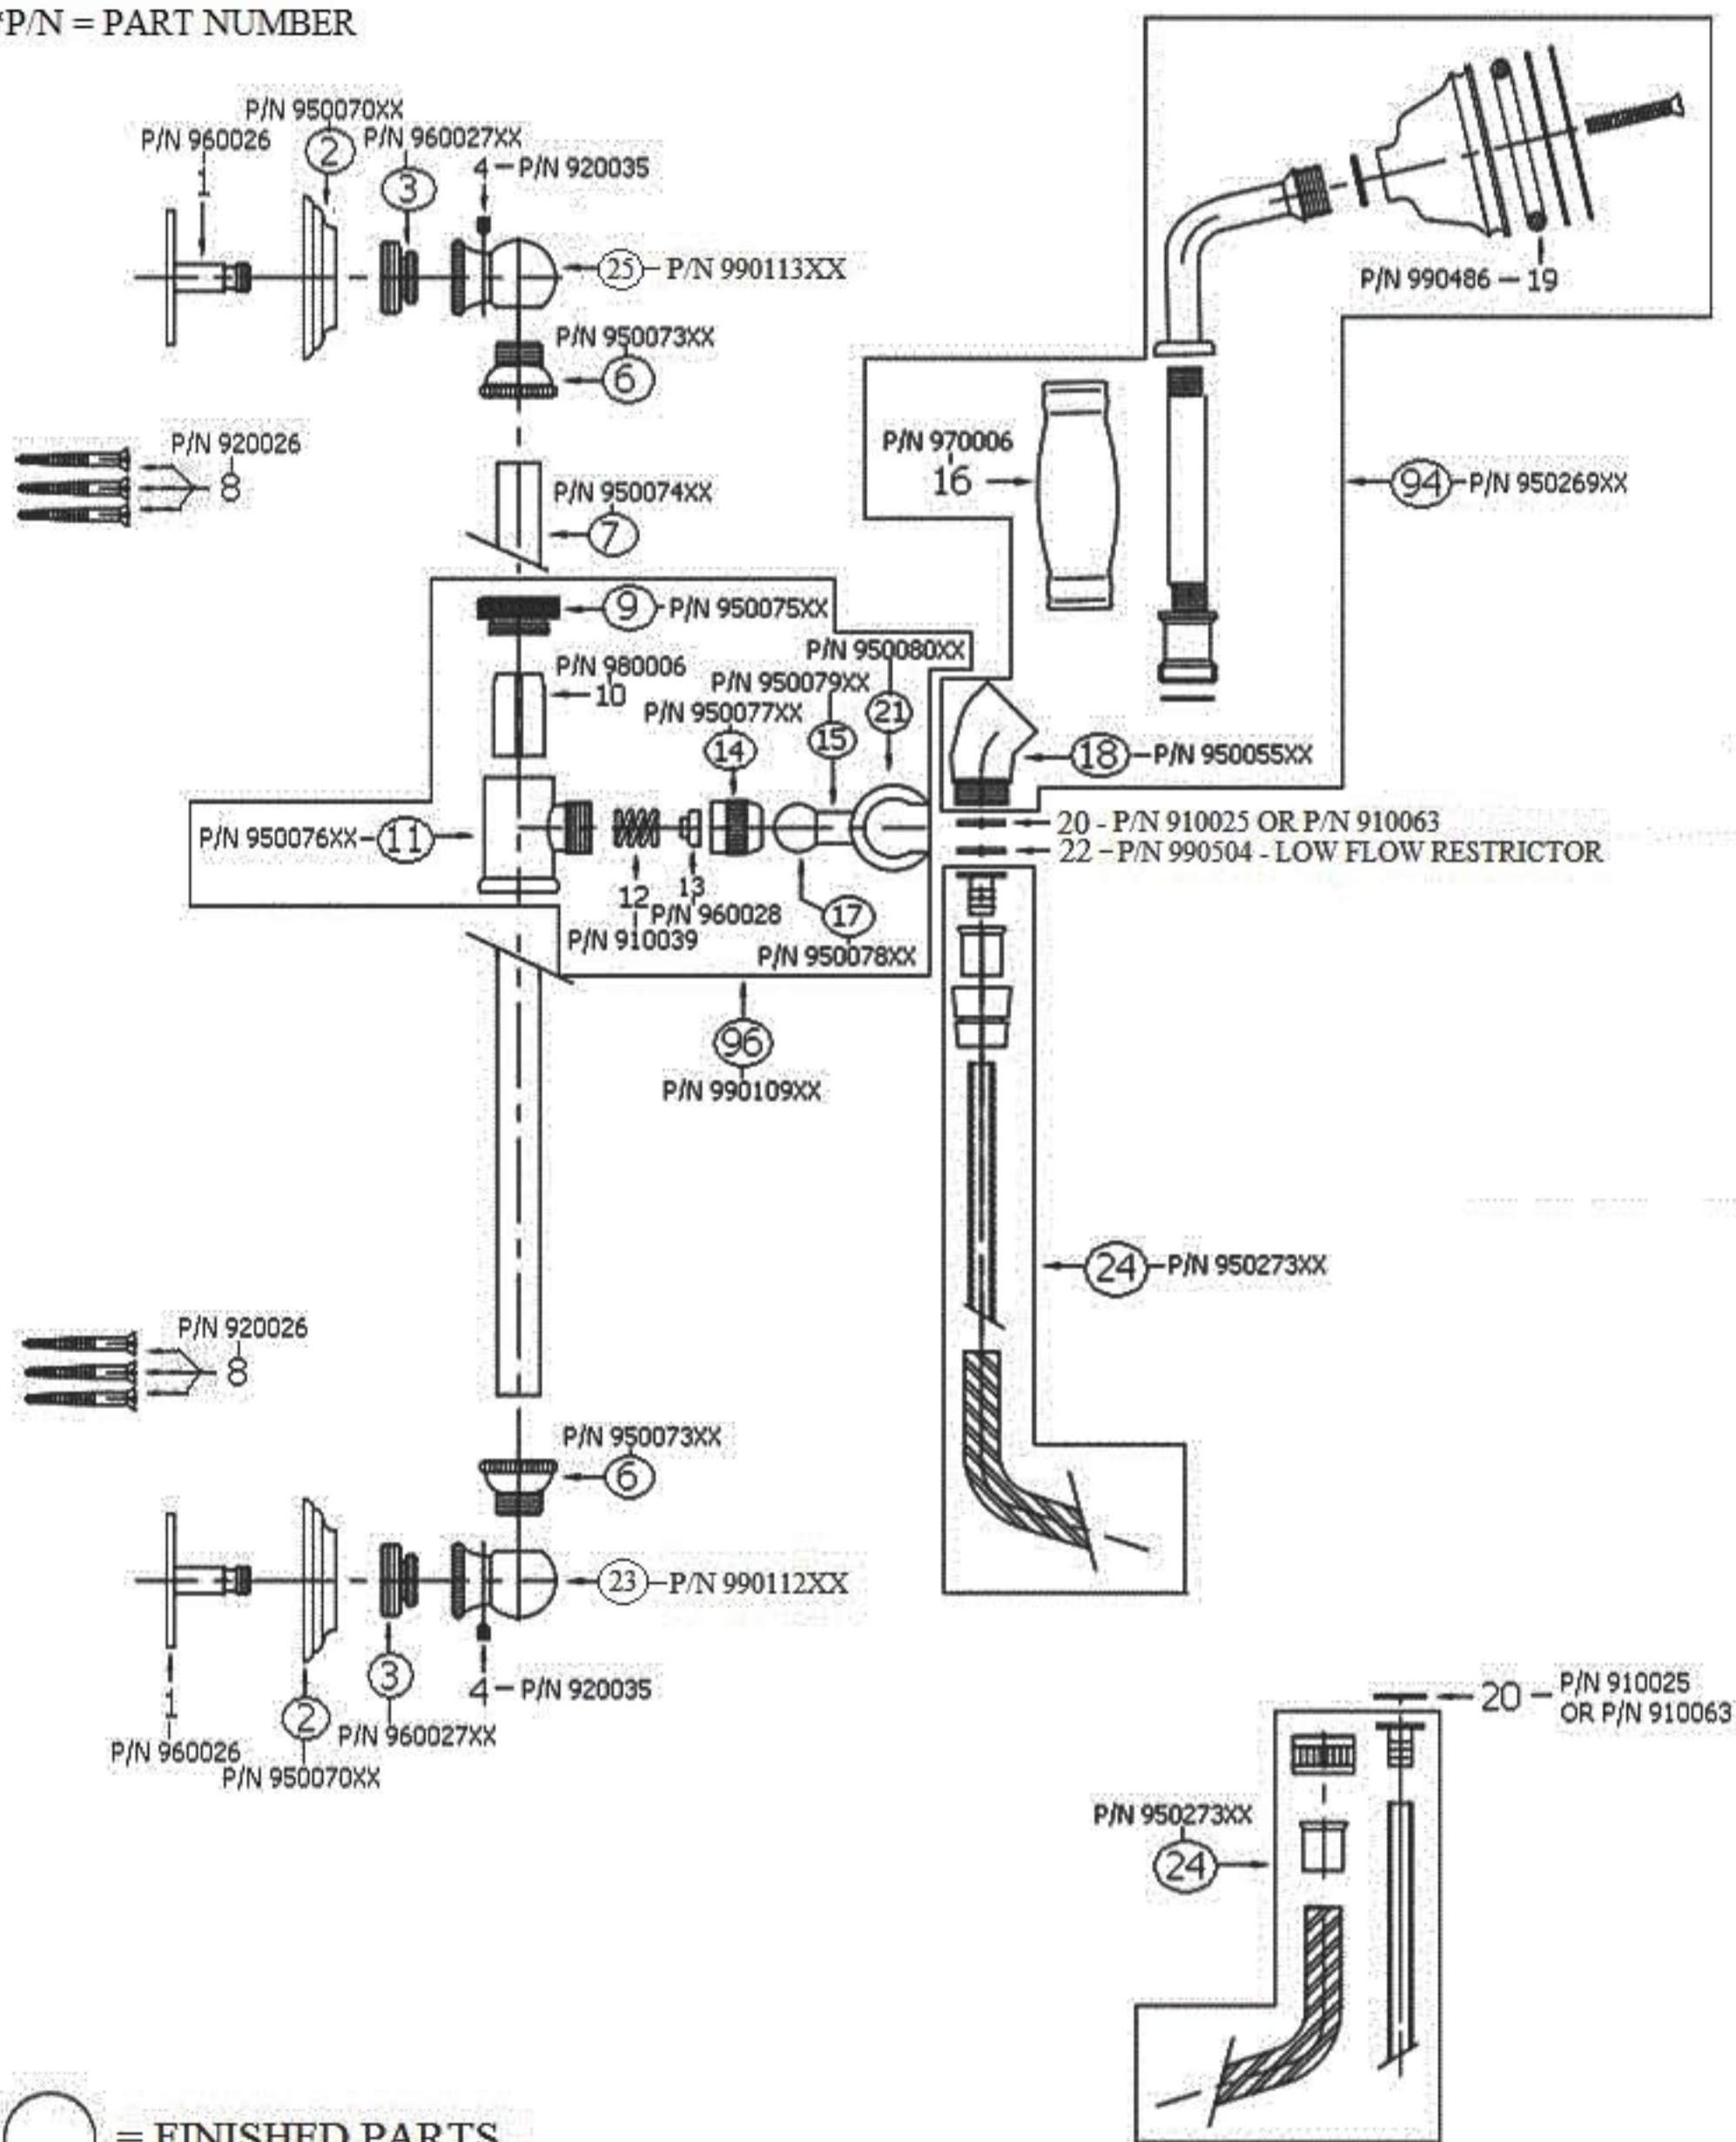 *P/N = PART NUMBER
P/N 950070XX
P/N 960026
2
P/N 960027XX
1
3
4 - P/N 920035
25 - P/N 990113XX
P/N 990486 - 19
P/N 950073XX
6
P/N 920026
8
P/N 970006
16
94 - P/N 950269XX
P/N 950074XX
7
9 - P/N 950075XX
P/N 980006
10
P/N 950080XX
P/N 950079XX
21
P/N 950077XX
15
14
18 - P/N 950055XX
P/N 950076XX - 11
20 - P/N 910025 OR P/N 910063
22 - P/N 990504 - LOW FLOW RESTRICTOR
12
13
P/N 960028
17
P/N 910039
P/N 950078XX
96
P/N 990109XX
24 - P/N 950273XX
P/N 920026
8
P/N 950073XX
6
23 - P/N 990112XX
3
4 - P/N 920035
1
2
P/N 960027XX
P/N 960026
P/N 950070XX
20 - P/N 910025
OR P/N 910063
P/N 950273XX
24
= FINISHED PARTS